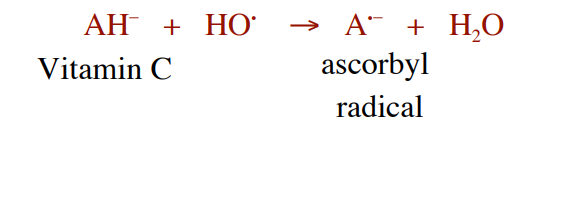 AH⁻ + HO• → A•⁻ + H₂O
Vitamin C ascorbyl
radical